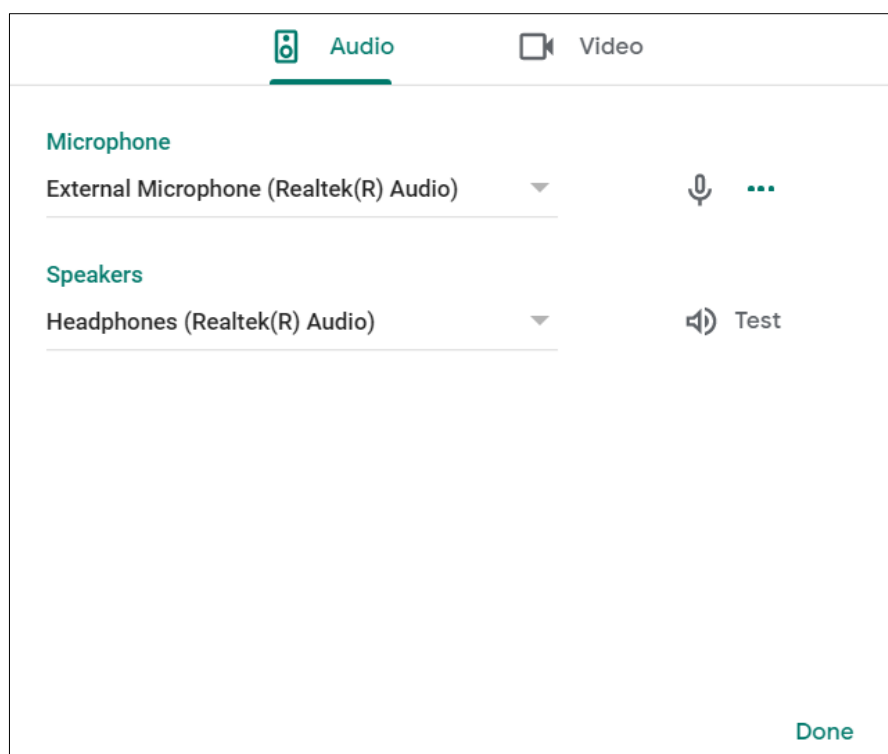 Audio
Video
Microphone
External Microphone (Realtek(R) Audio)
Speakers
Headphones (Realtek(R) Audio)
Test
Done